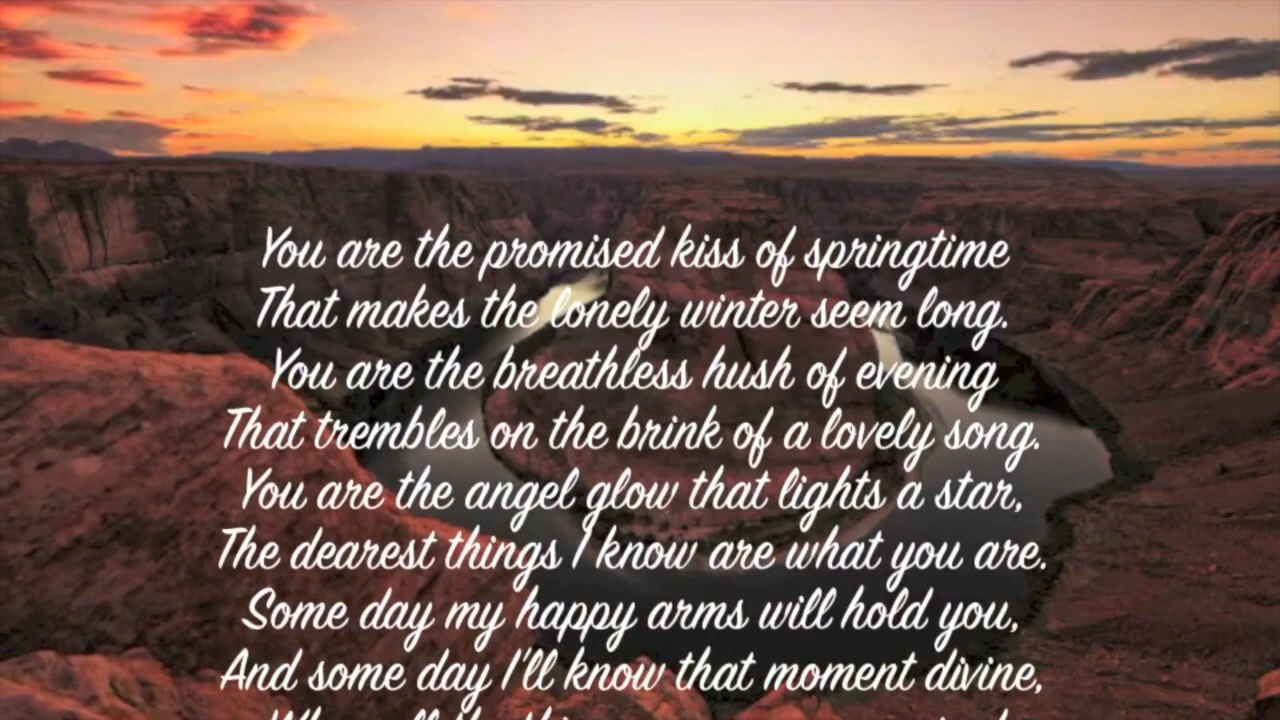 You are the promised kiss of springtime
That makes the lonely winter seem long.
You are the breathless hush of evening
That trembles on the brink of a lovely song.
You are the angel glow that lights a star,
The dearest things I know are what you are.
Some day my happy arms will hold you,
And some day I'll know that moment divine,